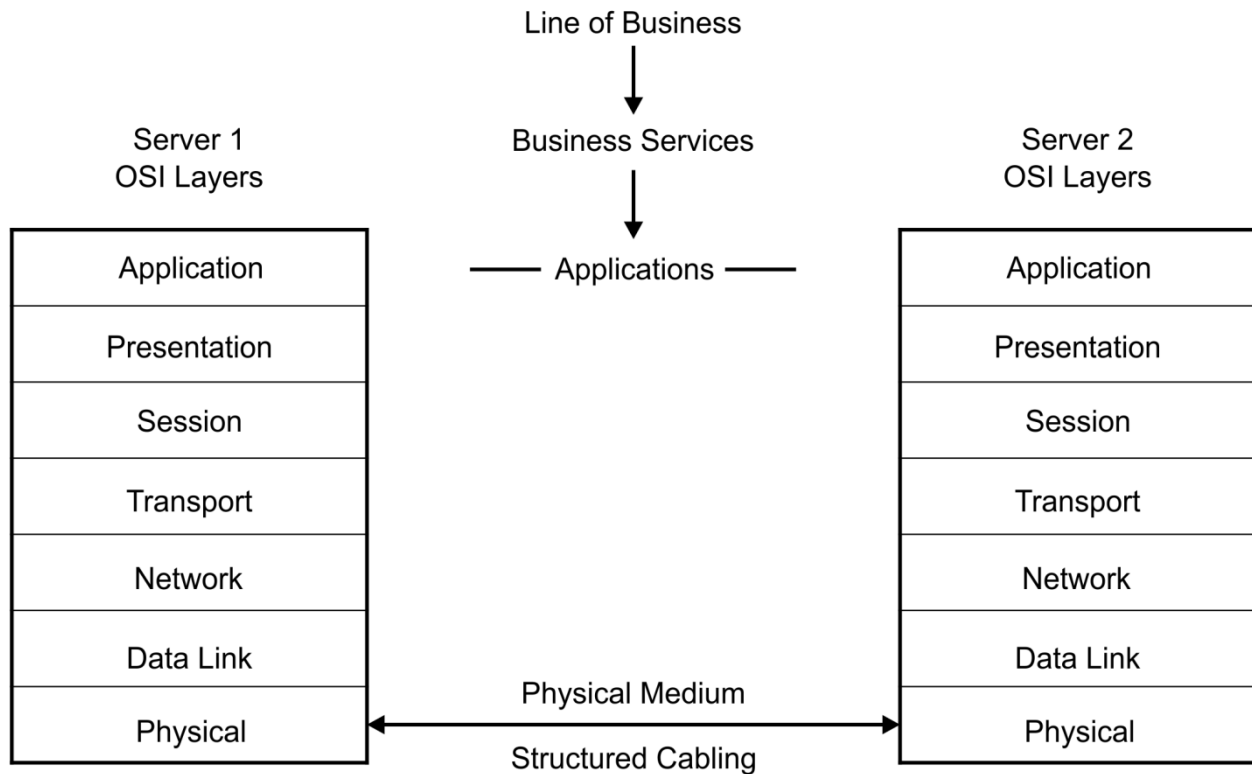 Line of Business
Business Services
Applications
Server 1
OSI Layers
Application
Presentation
Session
Transport
Network
Data Link
Physical
Physical Medium
Structured Cabling
Server 2
OSI Layers
Application
Presentation
Session
Transport
Network
Data Link
Physical